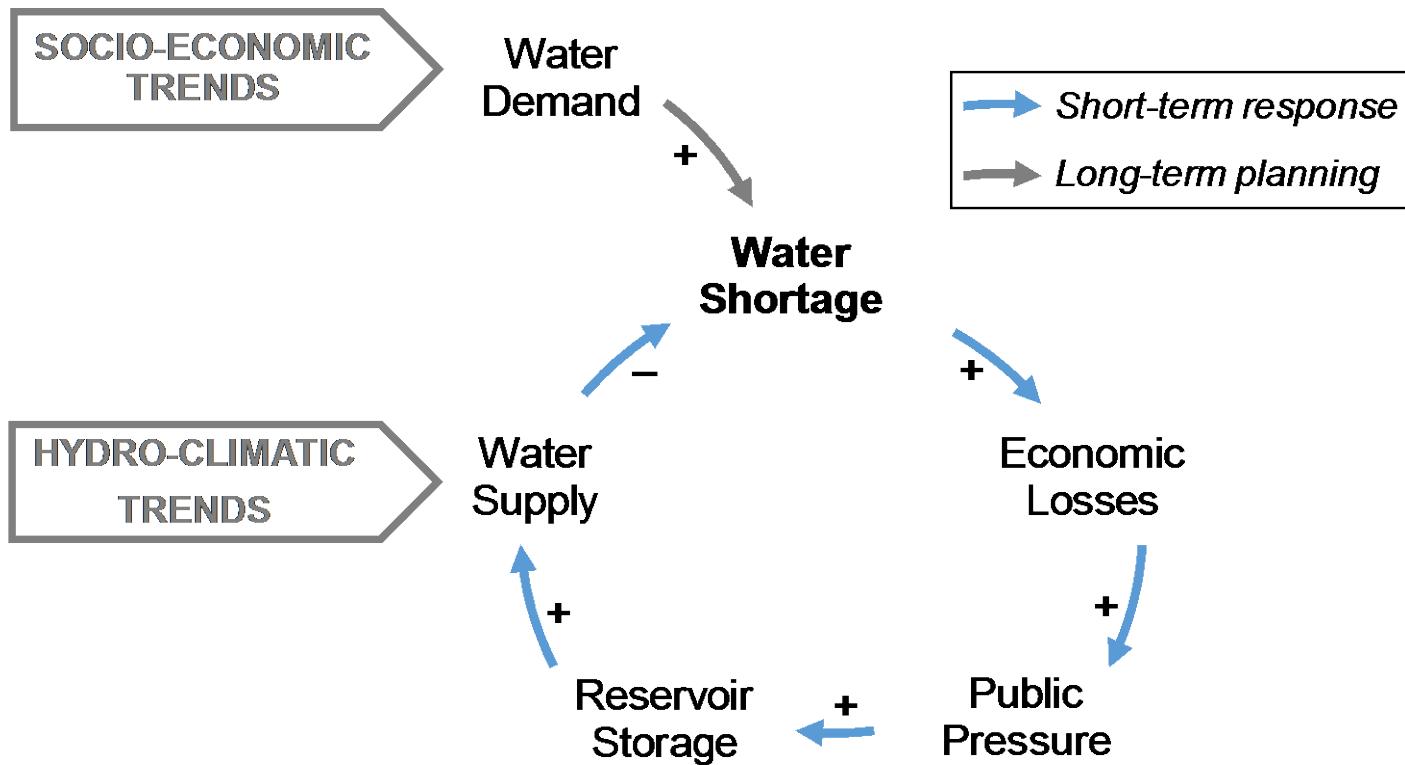 SOCIO-ECONOMIC
TRENDS
Water
Demand
Short-term response
Long-term planning
+
Water
Shortage
–
+
HYDRO-CLIMATIC
TRENDS
Water
Supply
Economic
Losses
+
+
Reservoir
Storage
+
Public
Pressure